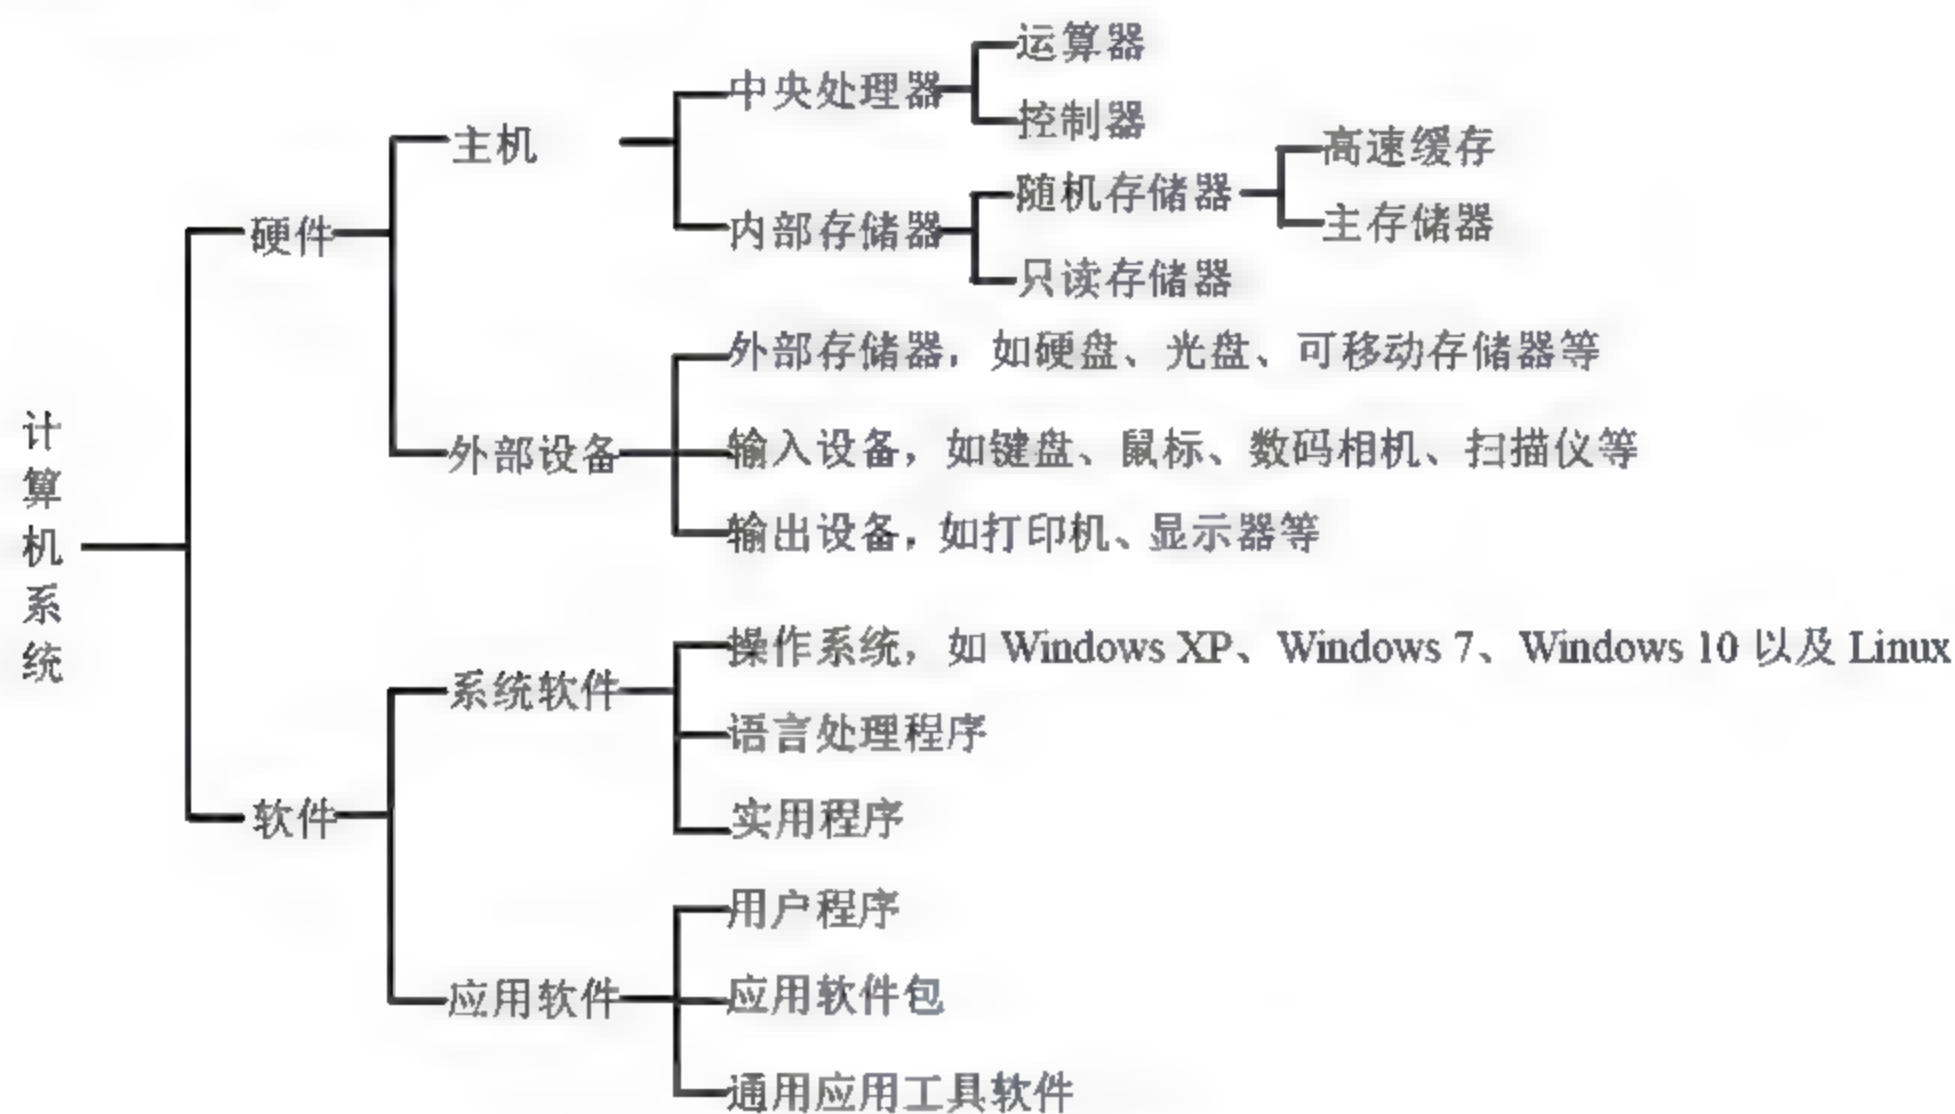 计算机系统
硬件
主机
中央处理器
运算器
控制器
内部存储器
随机存储器
高速缓存
主存储器
只读存储器
外部设备
外部存储器，如硬盘、光盘、可移动存储器等
输入设备，如键盘、鼠标、数码相机、扫描仪等
输出设备，如打印机、显示器等
软件
系统软件
操作系统，如 Windows XP、Windows 7、Windows 10 以及 Linux
语言处理程序
实用程序
应用软件
用户程序
应用软件包
通用应用工具软件